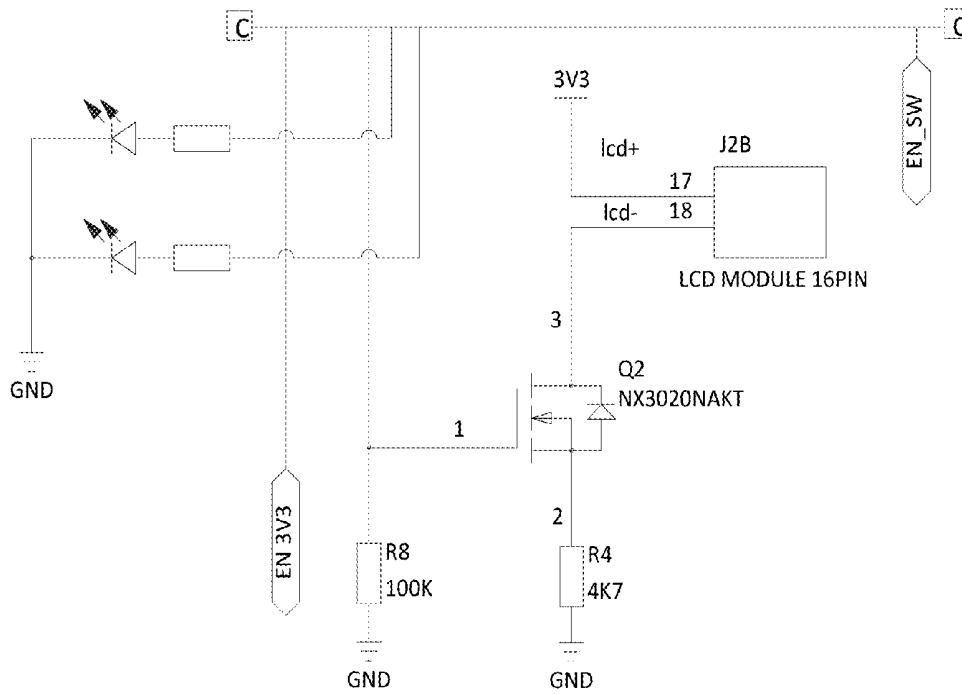 C
C
3V3
EN_SW
lcd+
J2B
17
lcd-
18
LCD MODULE 16PIN
3
GND
Q2
NX3020NAKT
1
2
EN 3V3
R8
100K
R4
4K7
GND
GND